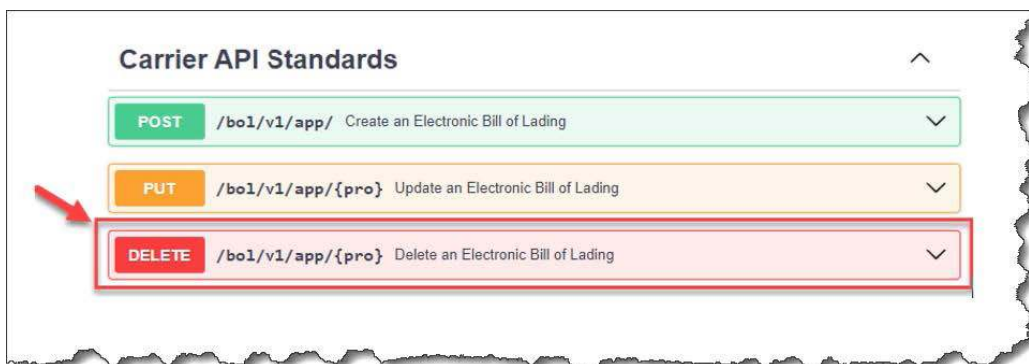 Carrier API Standards
POST /bol/v1/app/ Create an Electronic Bill of Lading
PUT /bol/v1/app/{pro} Update an Electronic Bill of Lading
DELETE /bol/v1/app/{pro} Delete an Electronic Bill of Lading